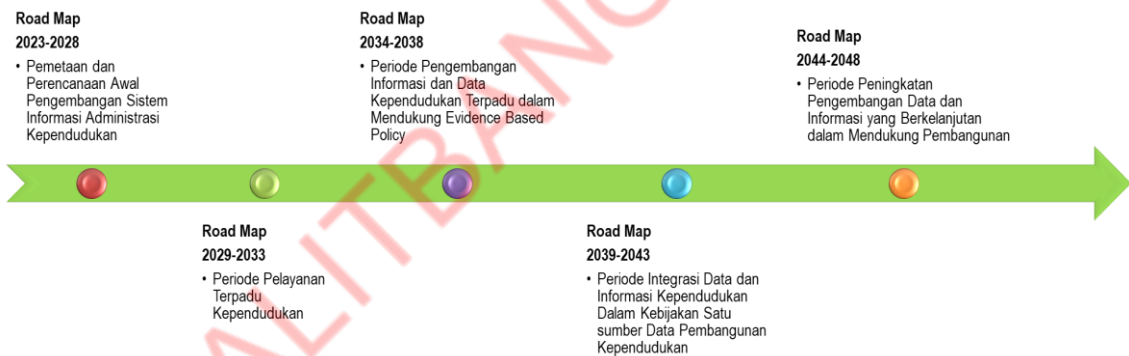 Road Map
2023-2028
• Pemetaan dan
Perencanaan Awal
Pengembangan Sistem
Informasi Administrasi
Kependudukan
Road Map
2029-2033
• Periode Pelayanan
Terpadu
Kependudukan
Road Map
2034-2038
• Periode Pengembangan
Informasi dan Data
Kependudukan Terpadu dalam
Mendukung Evidence Based
Policy
Road Map
2039-2043
• Periode Integrasi Data dan
Informasi Kependudukan
Dalam Kebijakan Satu
sumber Data Pembangunan
Kependudukan
Road Map
2044-2048
• Periode Peningkatan
Pengembangan Data dan
Informasi yang Berkelanjutan
dalam Mendukung Pembangunan
ALITBANG